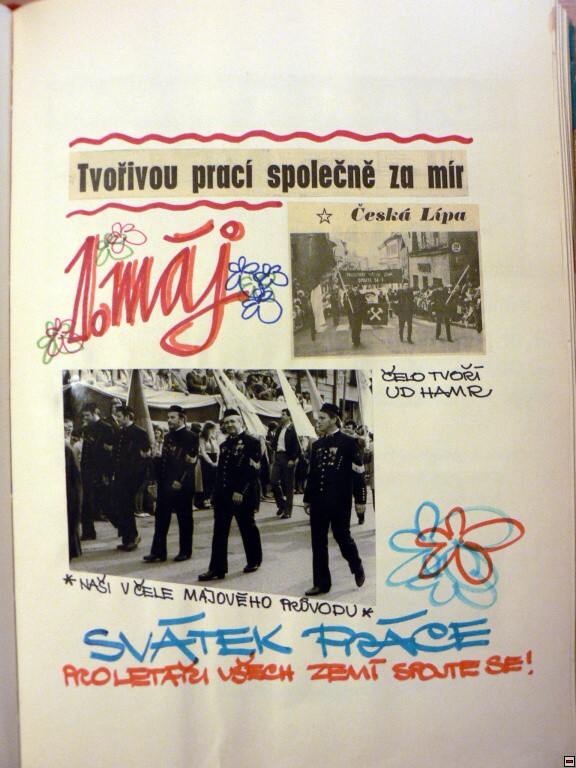 Tvořivou prací společně za mír
1. máj
☆ Česká Lípa
ČELO TVOŘÍ
UD HAMR
* NAŠI V ČELE MÁJOVÉHO PRŮVODU *
SVÁTEK PRÁCE
PROLETÁŘI VŠECH ZEMÍ SPOJTE SE!